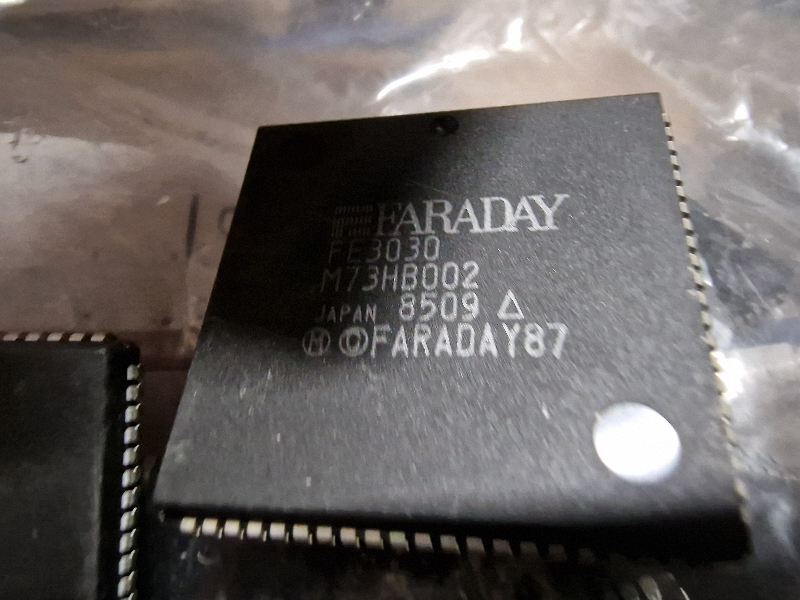 FARADAY
FE3030
M73HB002
JAPAN 8509 △
Ⓜ ©FARADAY87